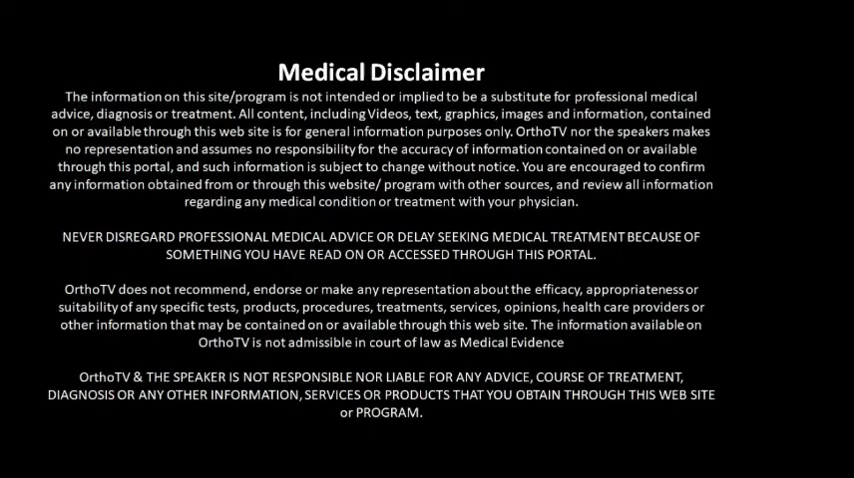 Medical Disclaimer
The information on this site/program is not intended or implied to be a substitute for professional medical
advice, diagnosis or treatment. All content, including Videos, text, graphics, images and information, contained
on or available through this web site is for general information purposes only. OrthoTV nor the speakers makes
no representation and assumes no responsibility for the accuracy of information contained on or available
through this portal, and such information is subject to change without notice. You are encouraged to confirm
any information obtained from or through this website/ program with other sources, and review all information
regarding any medical condition or treatment with your physician.
NEVER DISREGARD PROFESSIONAL MEDICAL ADVICE OR DELAY SEEKING MEDICAL TREATMENT BECAUSE OF
SOMETHING YOU HAVE READ ON OR ACCESSED THROUGH THIS PORTAL.
OrthoTV does not recommend, endorse or make any representation about the efficacy, appropriateness or
suitability of any specific tests, products, procedures, treatments, services, opinions, health care providers or
other information that may be contained on or available through this web site. The information available on
OrthoTV is not admissible in court of law as Medical Evidence
OrthoTV & THE SPEAKER IS NOT RESPONSIBLE NOR LIABLE FOR ANY ADVICE, COURSE OF TREATMENT,
DIAGNOSIS OR ANY OTHER INFORMATION, SERVICES OR PRODUCTS THAT YOU OBTAIN THROUGH THIS WEB SITE
or PROGRAM.